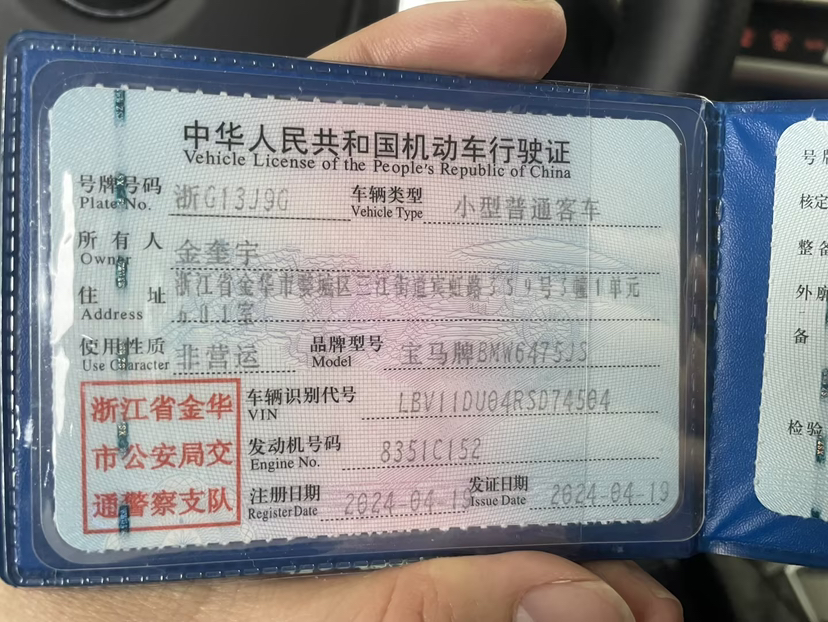 中华人民共和国机动车行驶证
Vehicle License of the People's Republic of China
号牌号码 浙G13J9G 车辆类型 小型普通客车
Plate No. Vehicle Type
所有人 金奎宇
Owner
住址 浙江省金华市婺城区三江街道宾虹路359号3幢1单元
Address 601室
使用性质 非营运 品牌型号 宝马牌BMW6475JS
Use Character Model
浙江省金华
市公安局交
通警察支队
车辆识别代号 LBV11DU04RSD74504
VIN
发动机号码 8351C152
Engine No.
注册日期 2024-04-19 发证日期 2024-04-19
Register Date Issue Date
号牌
核定
整备
外廓
备
检验